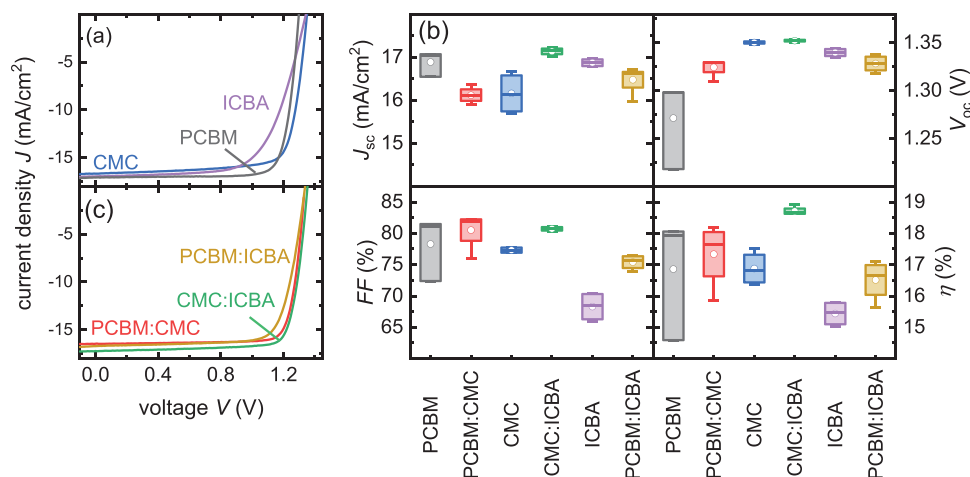 (a)
ICBA
PCBM
CMC
-5
-10
-15
(c)
PCBM:ICBA
CMC:ICBA
PCBM:CMC
-5
-10
-15
current density J (mA/cm²)
0.0 0.4 0.8 1.2
voltage V (V)
(b)
17
16
15
Jsc (mA/cm²)
1.35
1.30
1.25
Voc (V)
85
80
75
70
65
FF (%)
19
18
17
16
15
η (%)
PCBM
PCBM:CMC
CMC
CMC:ICBA
ICBA
PCBM:ICBA
PCBM
PCBM:CMC
CMC
CMC:ICBA
ICBA
PCBM:ICBA